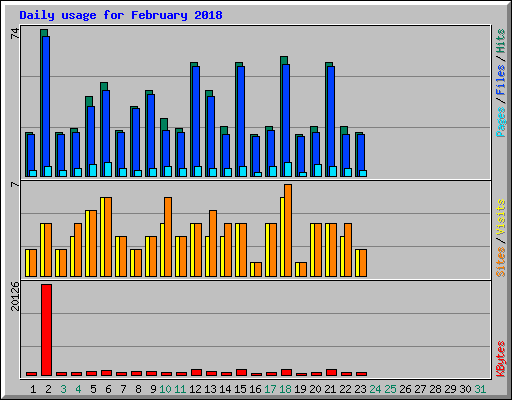 Daily usage for February 2018
74
Pages/Files/Hits
7
Sites/Visits
20126
KBytes
1 2 3 4 5 6 7 8 9 10 11 12 13 14 15 16 17 18 19 20 21 22 23 24 25 26 27 28 29 30 31